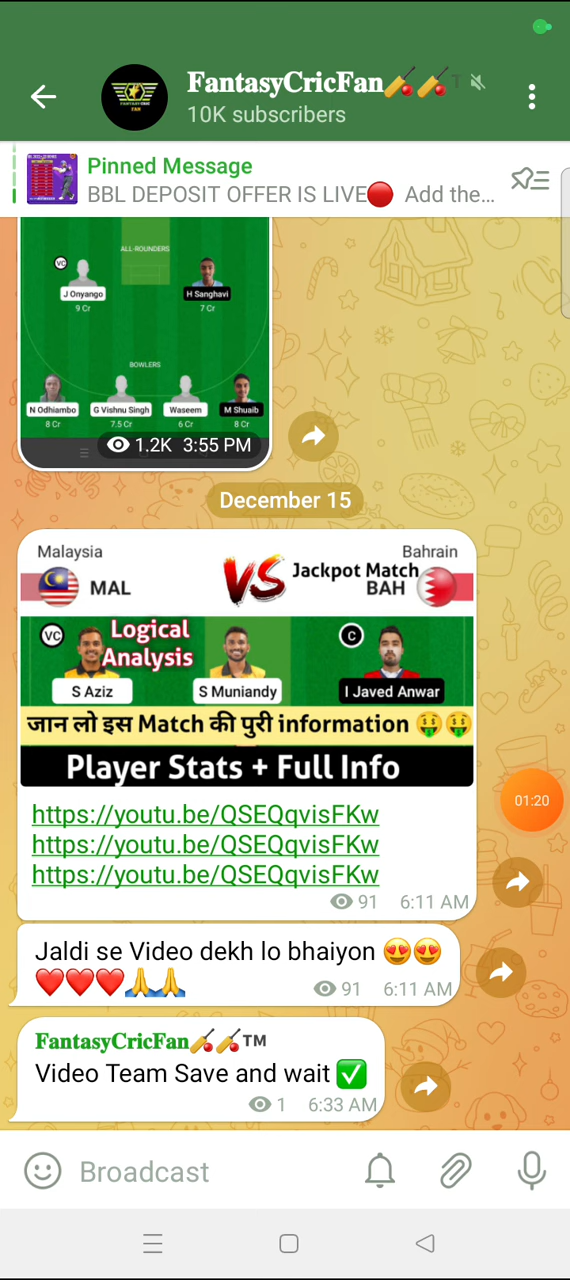 FantasyCricFan🏏🏏T
10K subscribers
Pinned Message
BBL DEPOSIT OFFER IS LIVE🔴 Add the...
ALL-ROUNDERS
VC
J Onyango
H Sanghavi
9 Cr
7 Cr
BOWLERS
N Odhiambo
G Vishnu Singh
Waseem
M Shuaib
8 Cr
7.5 Cr
6 Cr
8 Cr
1.2K 3:55 PM
December 15
Malaysia
Bahrain
MAL
VS
Jackpot Match
BAH
VC
Logical
Analysis
C
S Aziz
S Muniandy
I Javed Anwar
जान लो इस Match की पुरी information 🤑🤑
Player Stats + Full Info
https://youtu.be/QSEQqvisFKw
https://youtu.be/QSEQqvisFKw
https://youtu.be/QSEQqvisFKw
91 6:11 AM
01:20
Jaldi se Video dekh lo bhaiyon 😍😍
❤️❤️❤️🙏🙏
91 6:11 AM
FantasyCricFan🏏🏏™
Video Team Save and wait ✅
1 6:33 AM
Broadcast